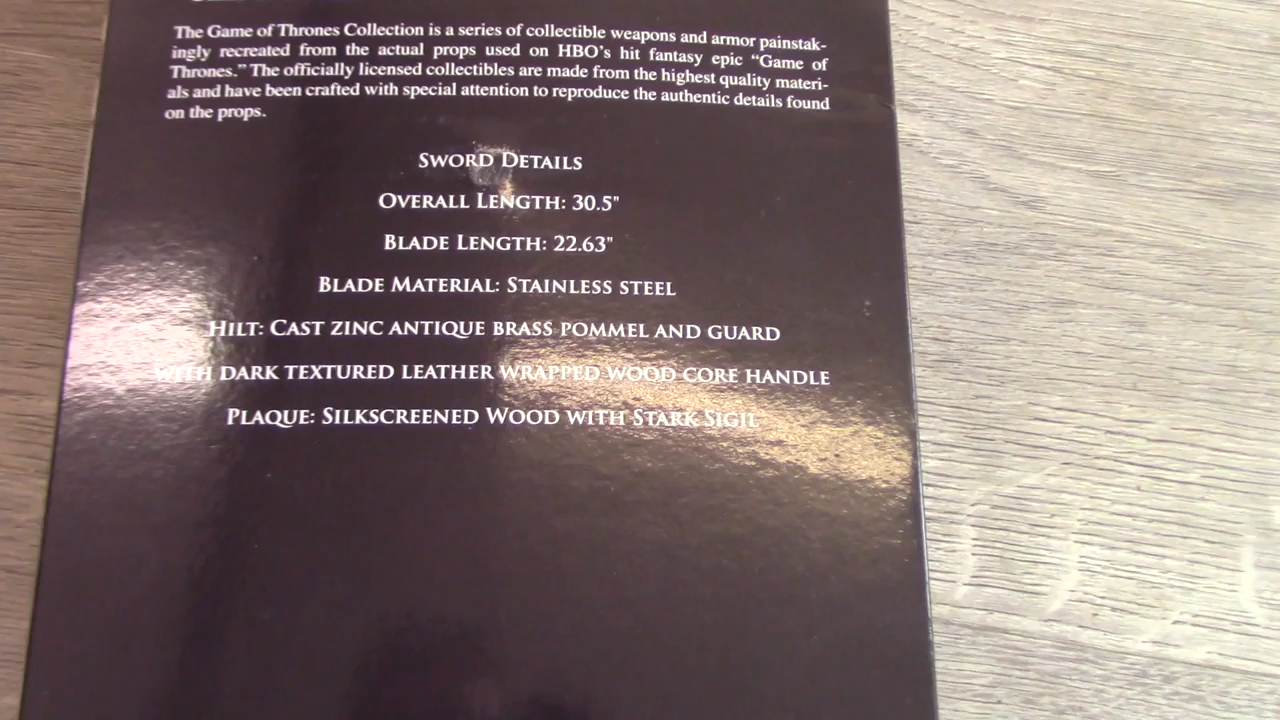 The Game of Thrones Collection is a series of collectible weapons and armor painstak-
ingly recreated from the actual props used on HBO's hit fantasy epic “Game of
Thrones.” The officially licensed collectibles are made from the highest quality materi-
als and have been crafted with special attention to reproduce the authentic details found
on the props.
SWORD DETAILS
OVERALL LENGTH: 30.5"
BLADE LENGTH: 22.63"
BLADE MATERIAL: STAINLESS STEEL
HILT: CAST ZINC ANTIQUE BRASS POMMEL AND GUARD
WITH DARK TEXTURED LEATHER WRAPPED WOOD CORE HANDLE
PLAQUE: SILKSCREENED WOOD WITH STARK SIGIL